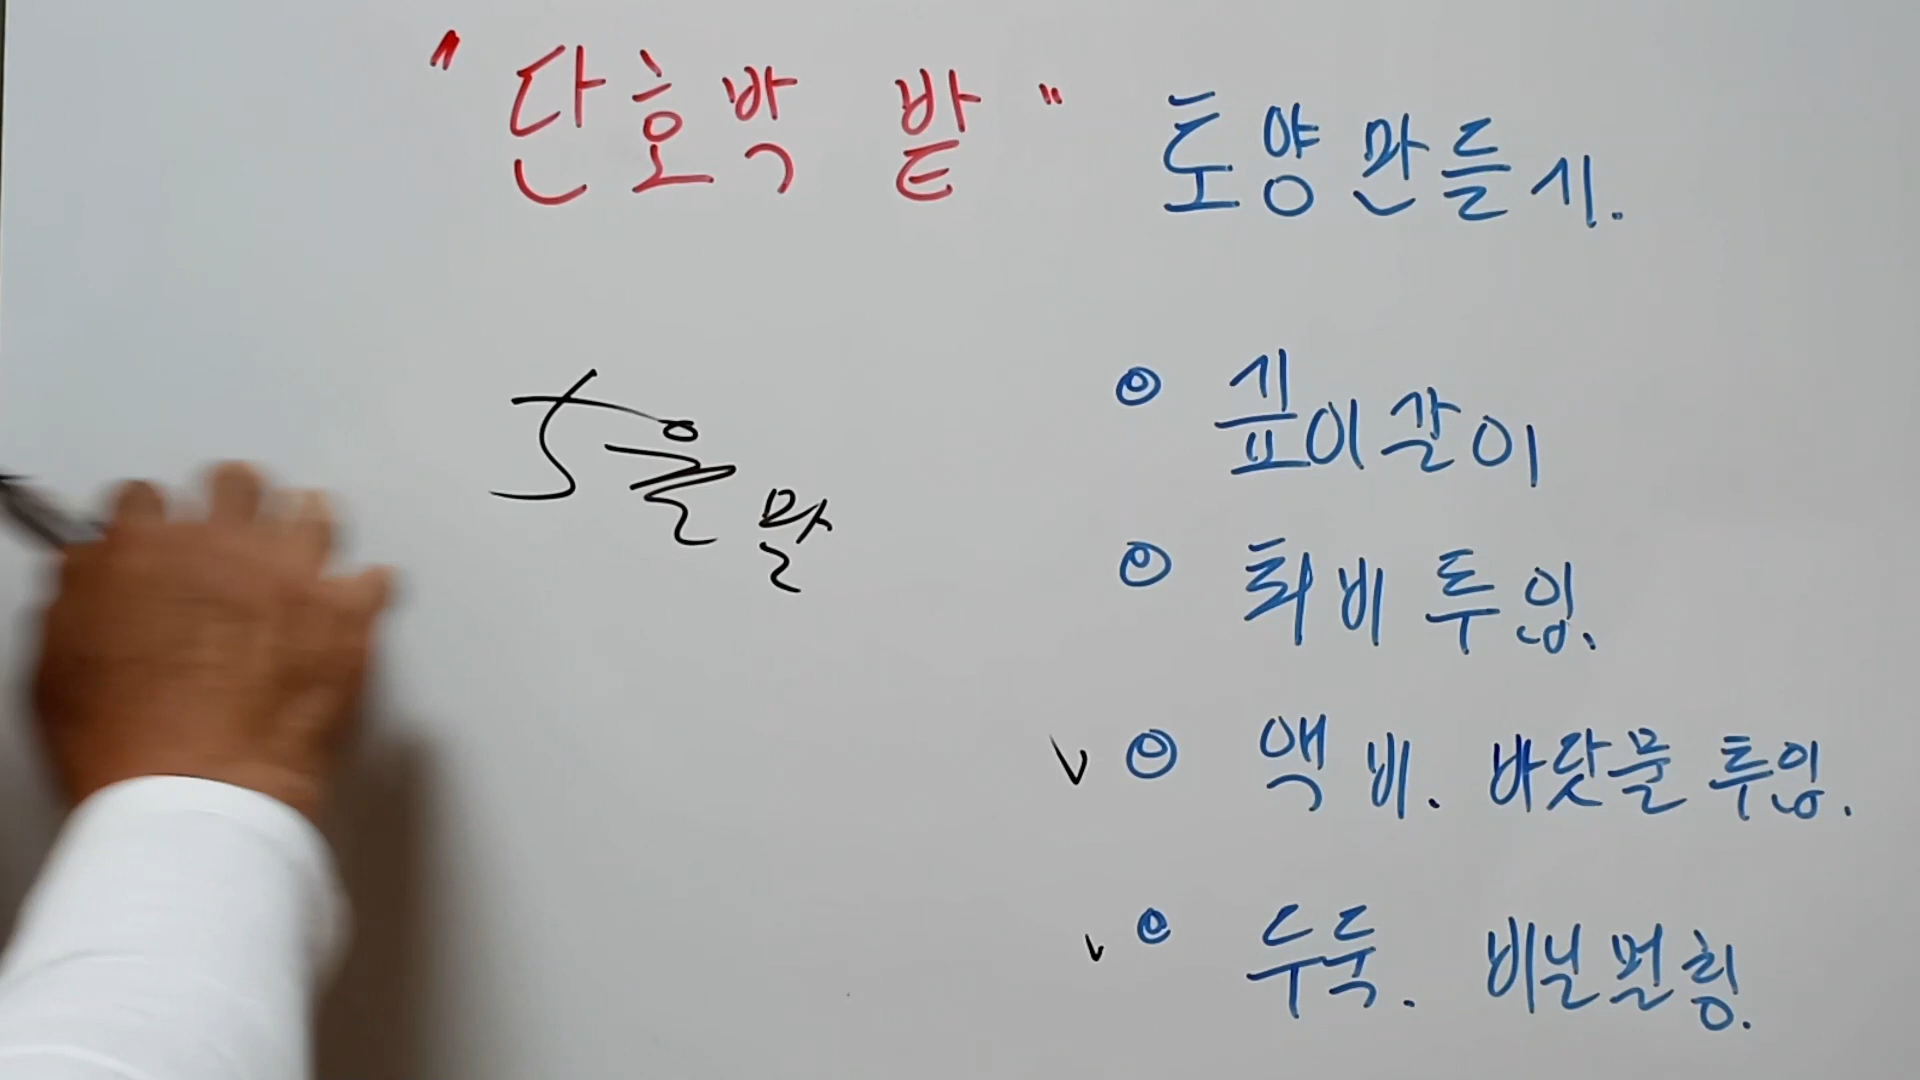 "단호박 밭" 토양 만들기.
5월 말
◎ 깊이갈이
◎ 퇴비 투입.
v ◎ 액비. 바닷물 투입.
v ◎ 두둑. 비닐멀칭.